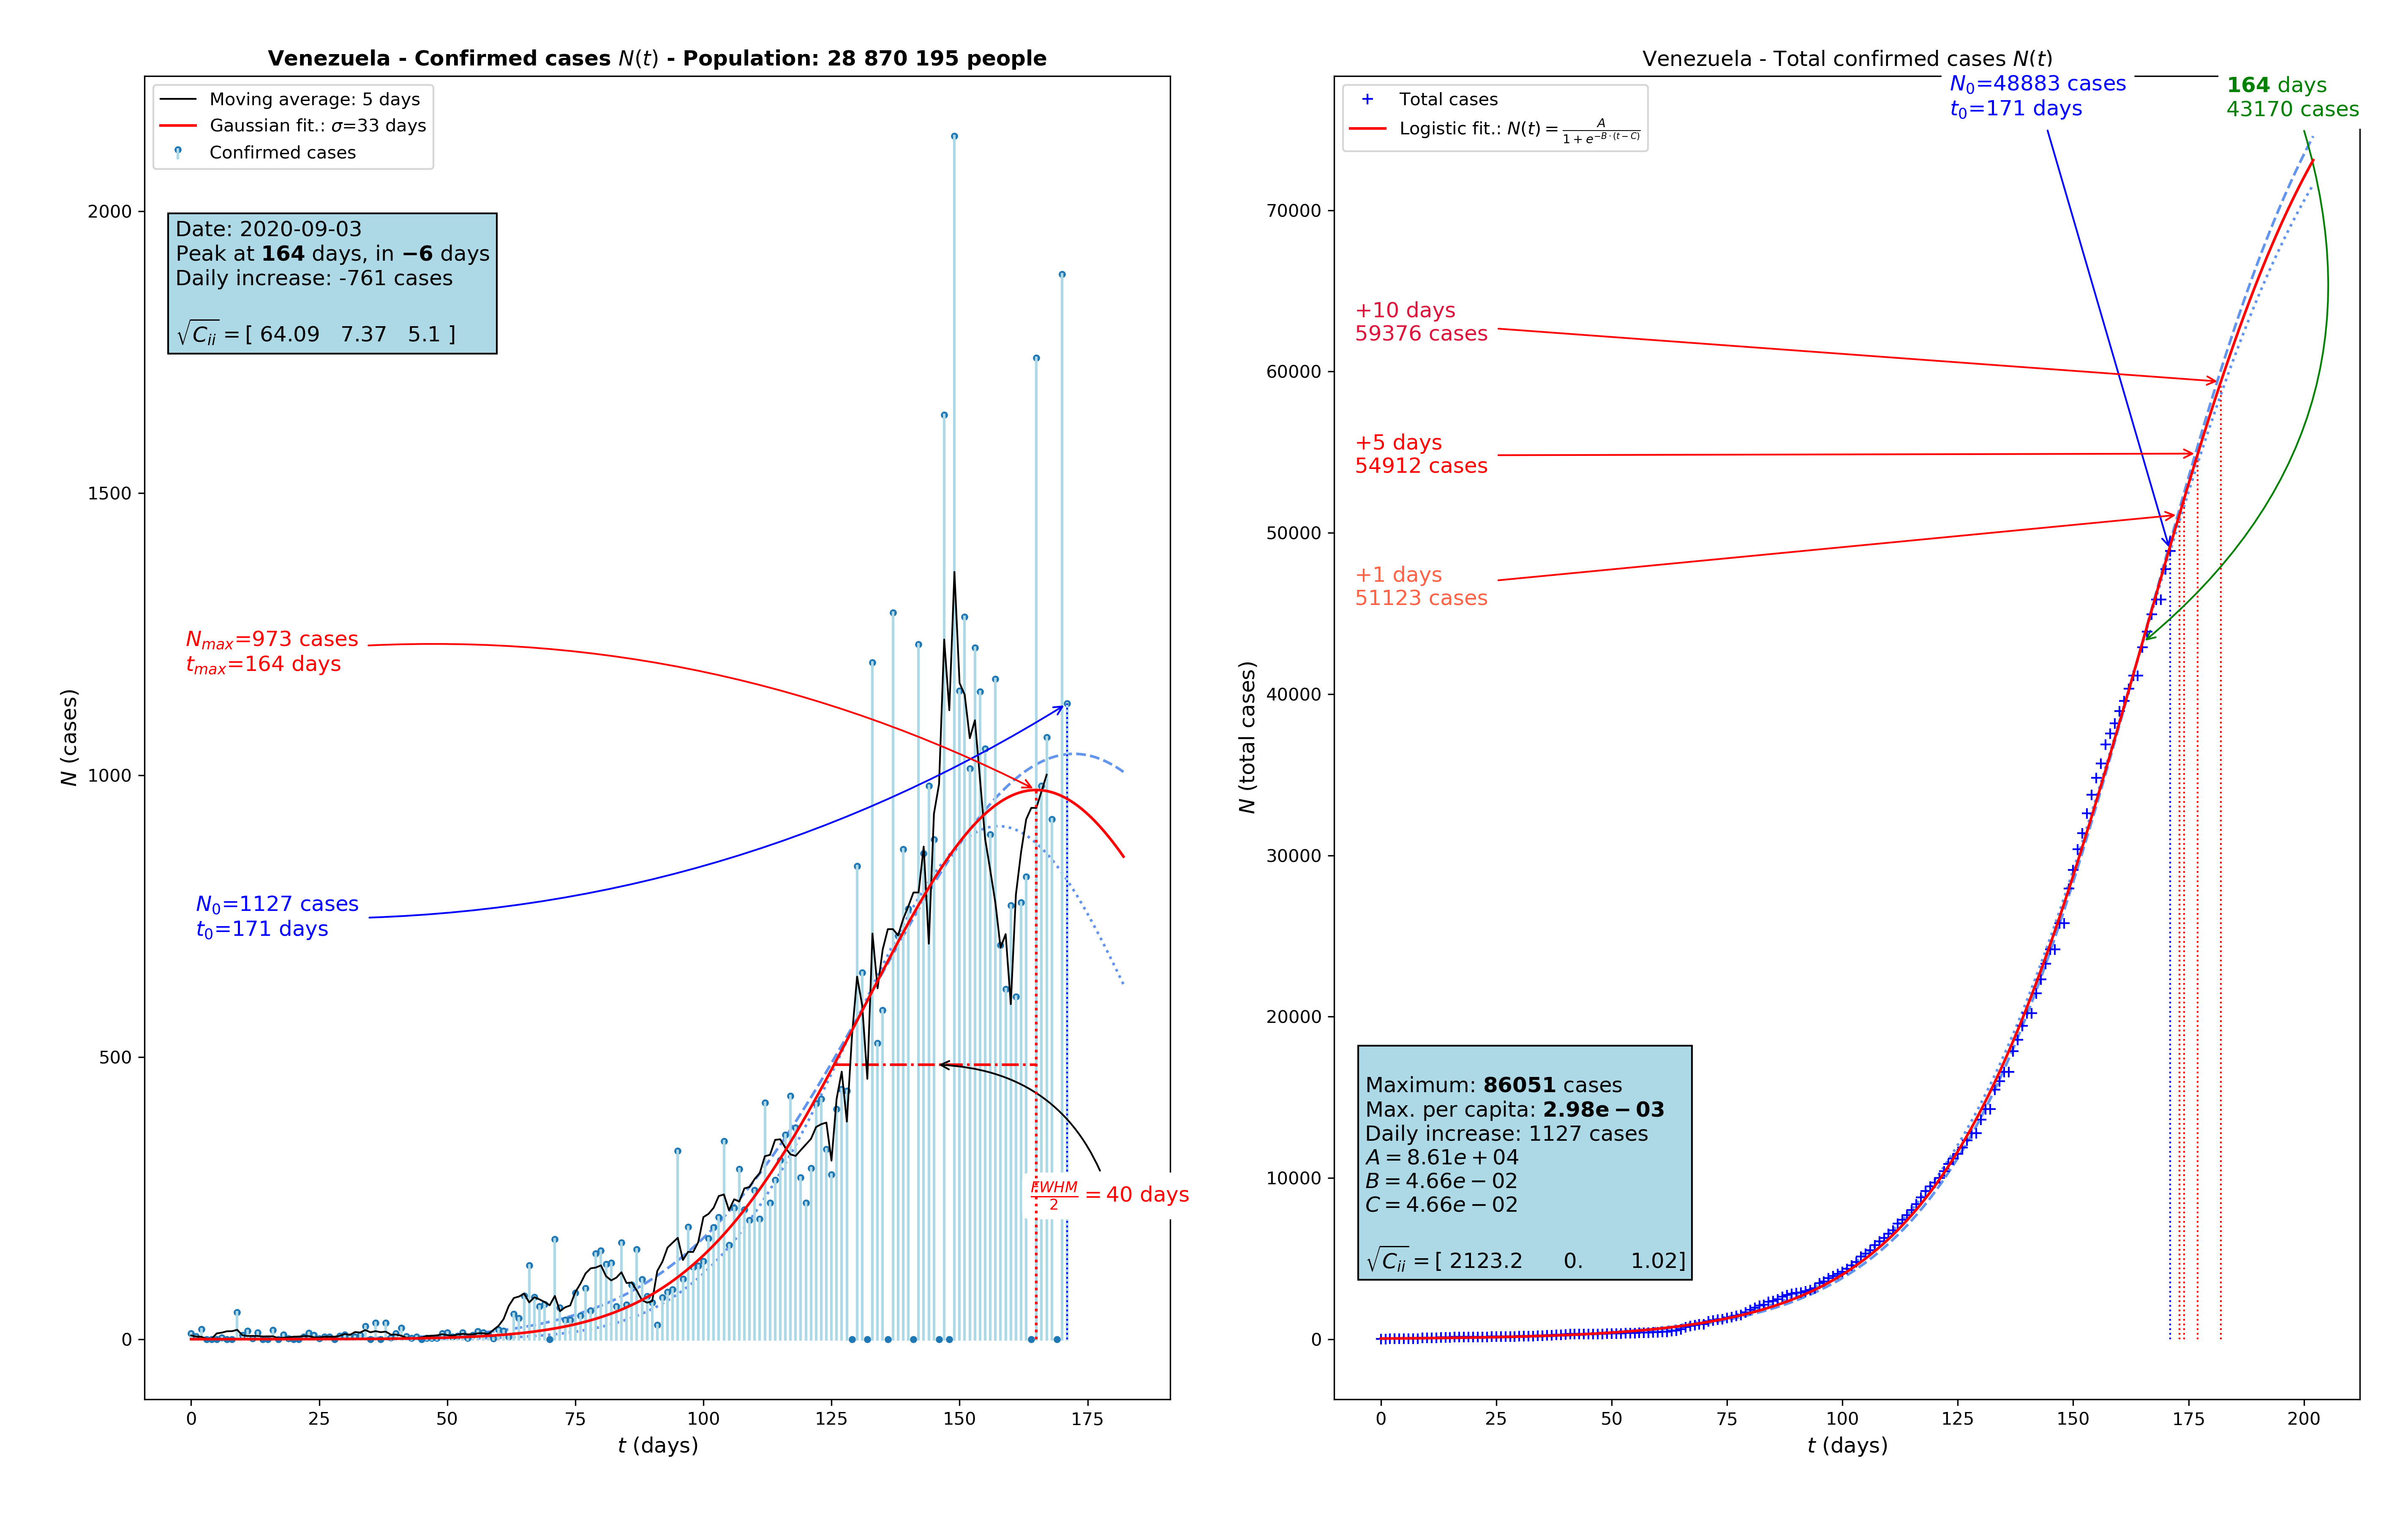 Venezuela - Confirmed cases N(t) - Population: 28 870 195 people
Moving average: 5 days
Gaussian fit.: σ=33 days
Confirmed cases
Date: 2020-09-03
Peak at 164 days, in −6 days
Daily increase: -761 cases
√C_ii = [ 64.09 7.37 5.1 ]
N_max=973 cases
t_max=164 days
N_0=1127 cases
t_0=171 days
FWHM/2 = 40 days
N (cases)
2000
1500
1000
500
0
0 25 50 75 100 125 150 175
t (days)
Venezuela - Total confirmed cases N(t)
N_0=48883 cases
t_0=171 days
164 days
43170 cases
Total cases
Logistic fit.: N(t) = A/(1+e^{−B·(t−C)})
+10 days
59376 cases
+5 days
54912 cases
+1 days
51123 cases
Maximum: 86051 cases
Max. per capita: 2.98e − 03
Daily increase: 1127 cases
A = 8.61e + 04
B = 4.66e − 02
C = 4.66e − 02
√C_ii = [ 2123.2 0. 1.02]
N (total cases)
70000
60000
50000
40000
30000
20000
10000
0
0 25 50 75 100 125 150 175 200
t (days)